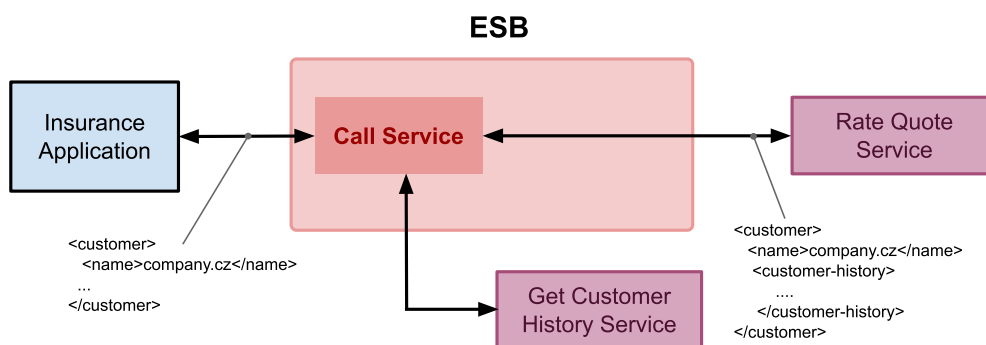 ESB
Insurance
Application
Call Service
Rate Quote
Service
<customer>
<name>company.cz</name>
...
</customer>
Get Customer
History Service
<customer>
<name>company.cz</name>
<customer-history>
....
</customer-history>
</customer>